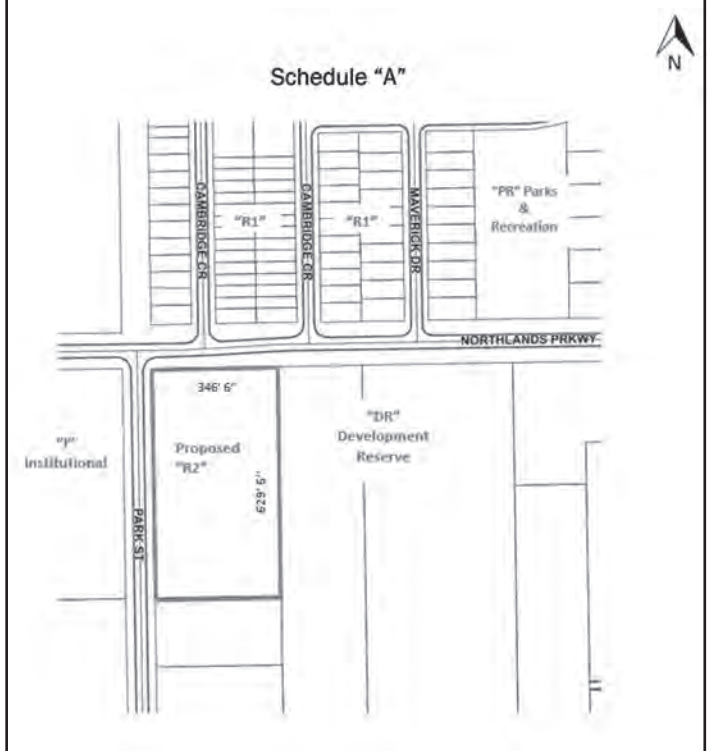 N
Schedule "A"
CAMBRIDGE CR
"R1"
CAMBRIDGE CR
"R1"
MAVERICK DR
"PR" Parks
&
Recreation
NORTHLANDS PRKWY
346' 6"
"I"
Institutional
Proposed
"R2"
629' 5"
"DR"
Development
Reserve
PARK ST